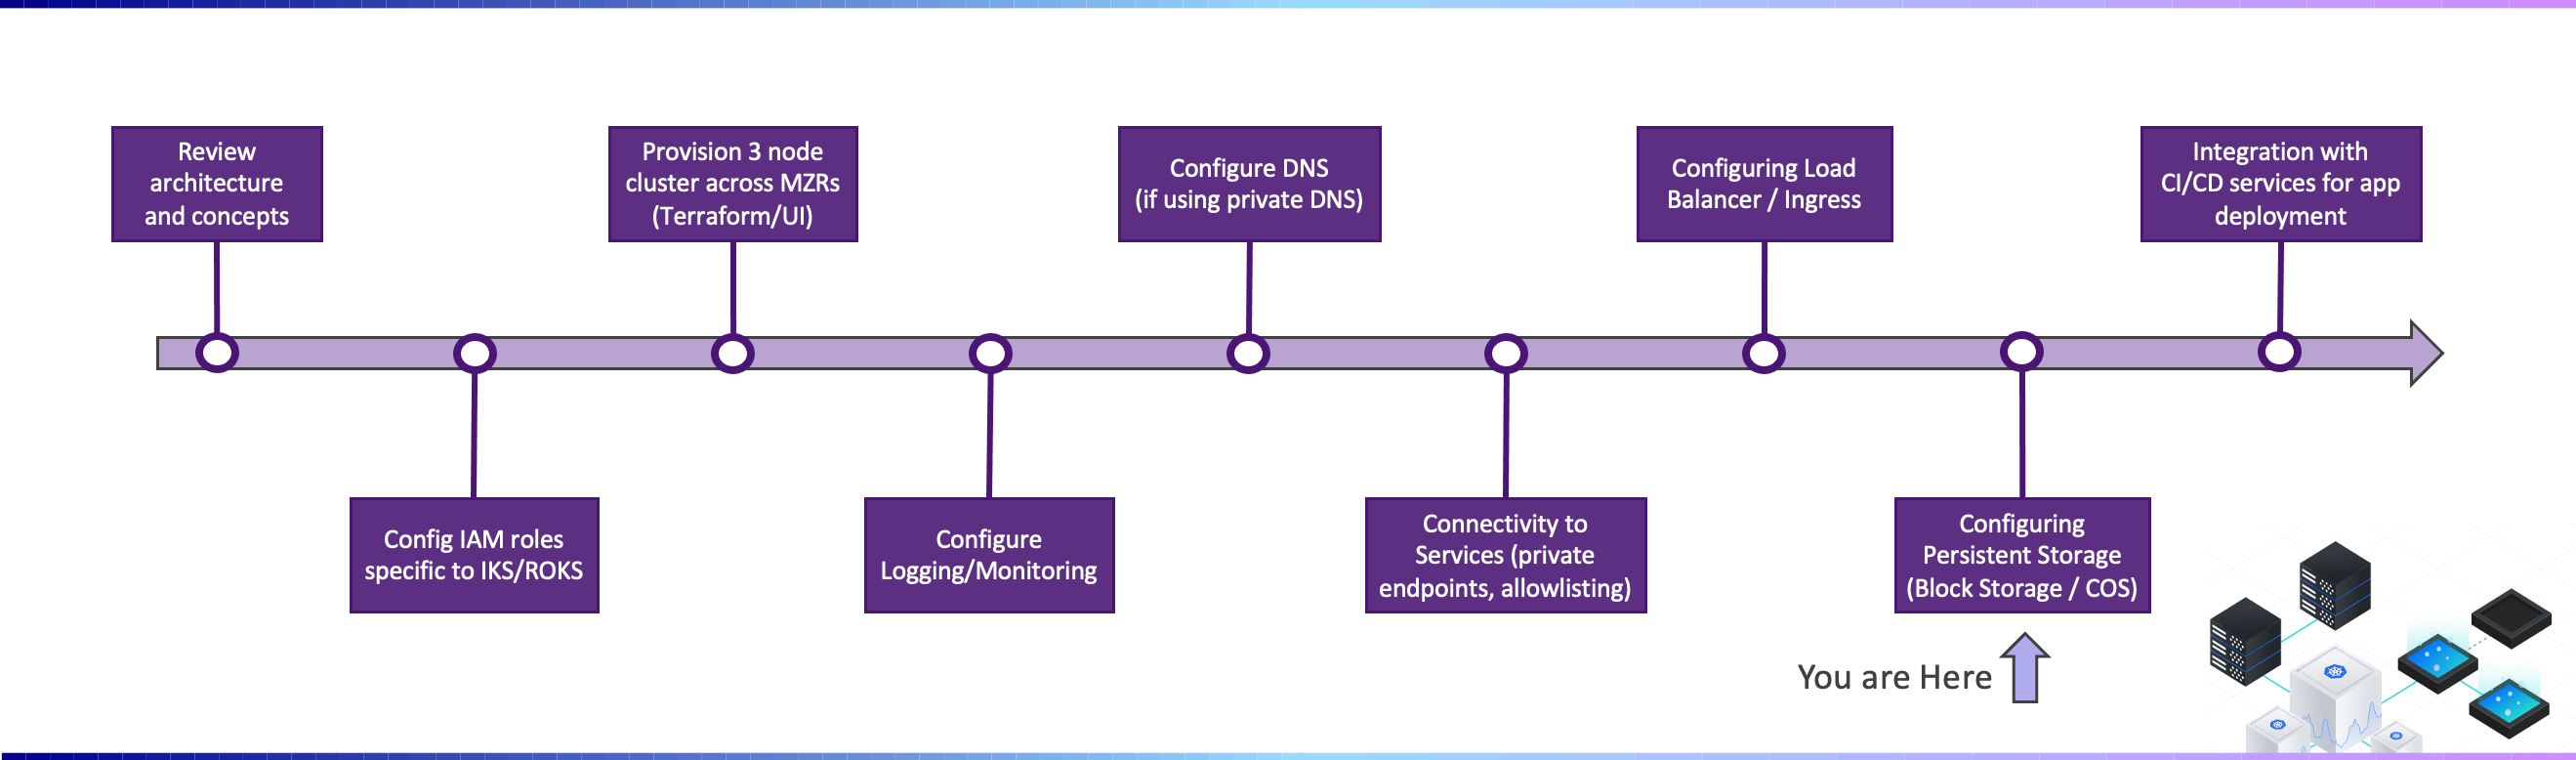 Review
architecture
and concepts
Provision 3 node
cluster across MZRs
(Terraform/UI)
Configure DNS
(if using private DNS)
Configuring Load
Balancer / Ingress
Integration with
CI/CD services for app
deployment
Config IAM roles
specific to IKS/ROKS
Configure
Logging/Monitoring
Connectivity to
Services (private
endpoints, allowlisting)
Configuring
Persistent Storage
(Block Storage / COS)
You are Here